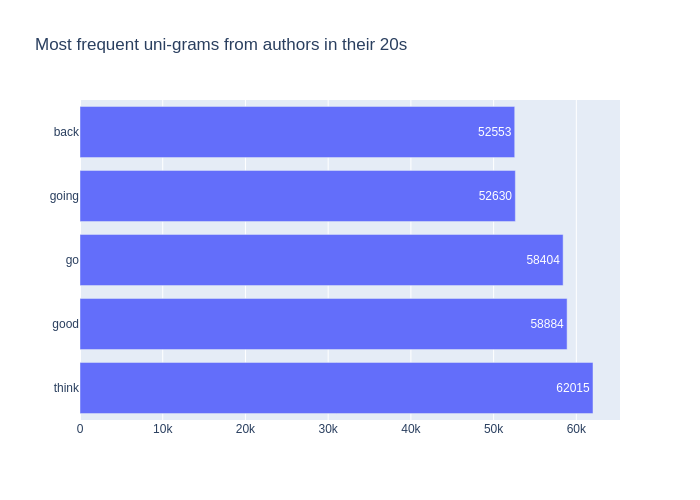 Most frequent uni-grams from authors in their 20s
back 52553
going 52630
go 58404
good 58884
think 62015
0 10k 20k 30k 40k 50k 60k